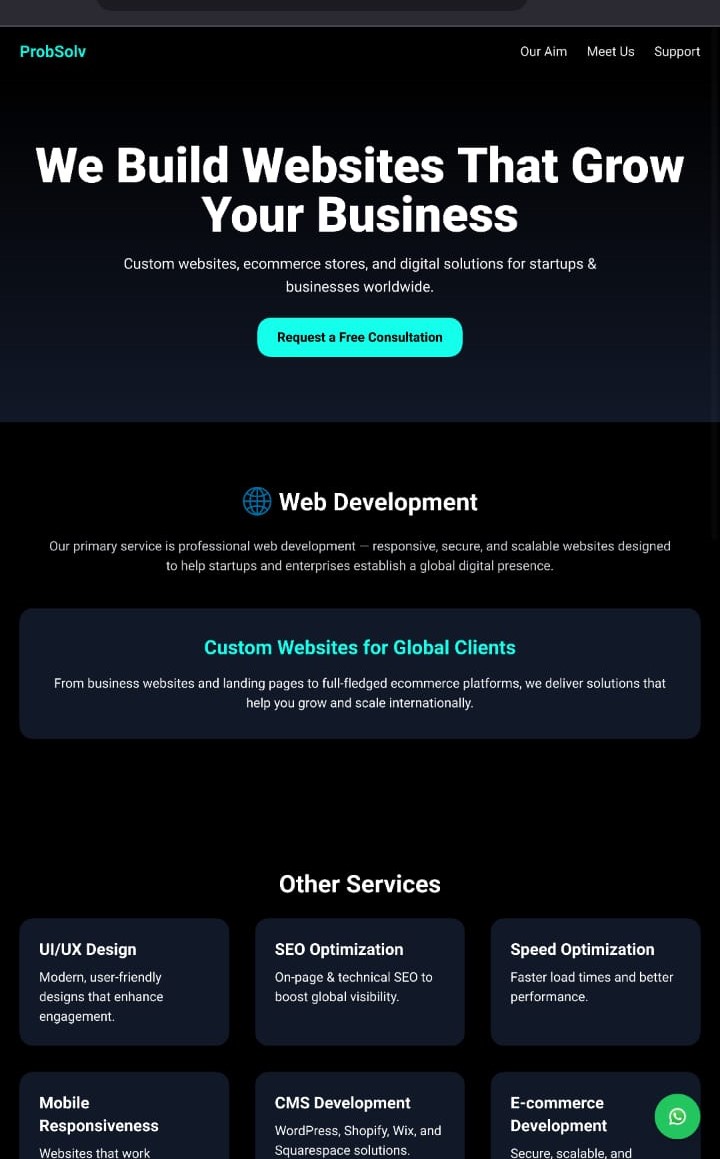 ProbSolv
Our Aim Meet Us Support
We Build Websites That Grow
Your Business
Custom websites, ecommerce stores, and digital solutions for startups &
businesses worldwide.
Request a Free Consultation
Web Development
Our primary service is professional web development — responsive, secure, and scalable websites designed
to help startups and enterprises establish a global digital presence.
Custom Websites for Global Clients
From business websites and landing pages to full-fledged ecommerce platforms, we deliver solutions that
help you grow and scale internationally.
Other Services
UI/UX Design
Modern, user-friendly
designs that enhance
engagement.
SEO Optimization
On-page & technical SEO to
boost global visibility.
Speed Optimization
Faster load times and better
performance.
Mobile
Responsiveness
Websites that work
CMS Development
WordPress, Shopify, Wix, and
Squarespace solutions.
E-commerce
Development
Secure, scalable, and